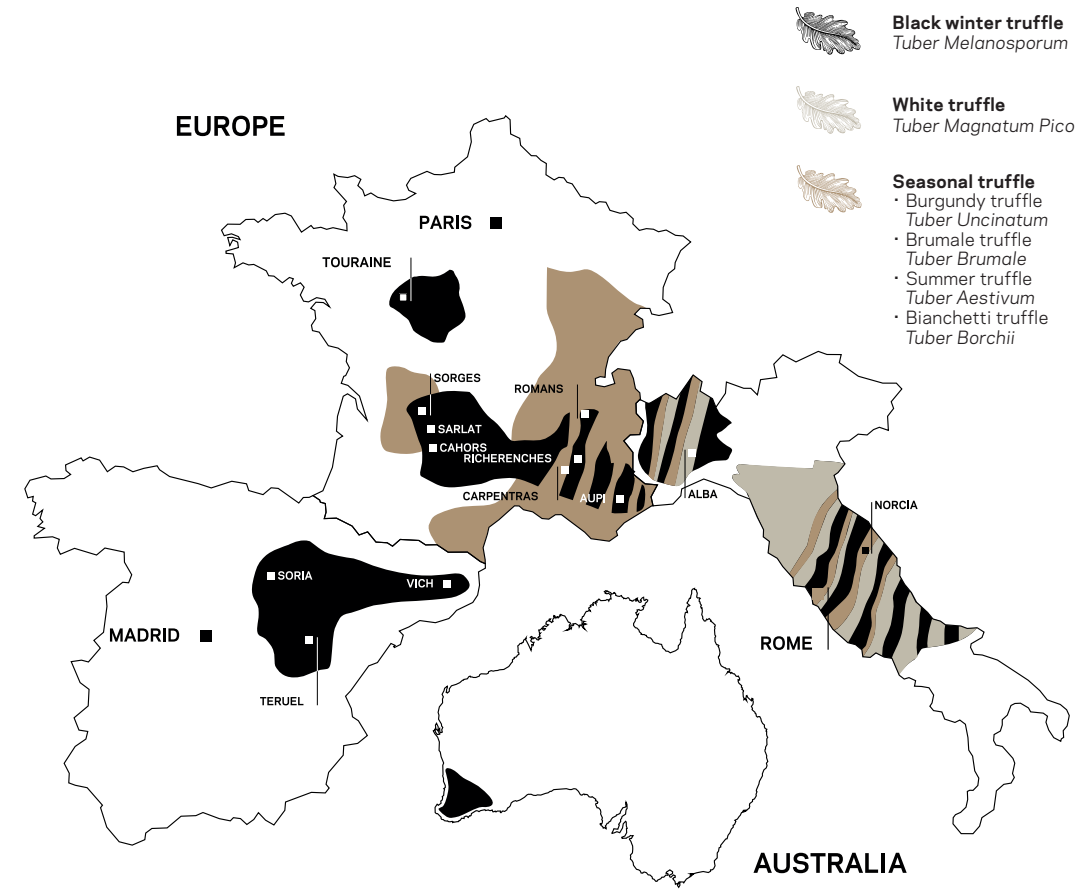 Black winter truffle
Tuber Melanosporum
White truffle
Tuber Magnatum Pico
Seasonal truffle
· Burgundy truffle
Tuber Uncinatum
· Brumale truffle
Tuber Brumale
· Summer truffle
Tuber Aestivum
· Bianchetti truffle
Tuber Borchii
EUROPE
PARIS
TOURAINE
SORGES
ROMANS
SARLAT
CAHORS
RICHERENCHES
CARPENTRAS
AUPI
ALBA
NORCIA
SORIA
VICH
MADRID
ROME
TERUEL
AUSTRALIA